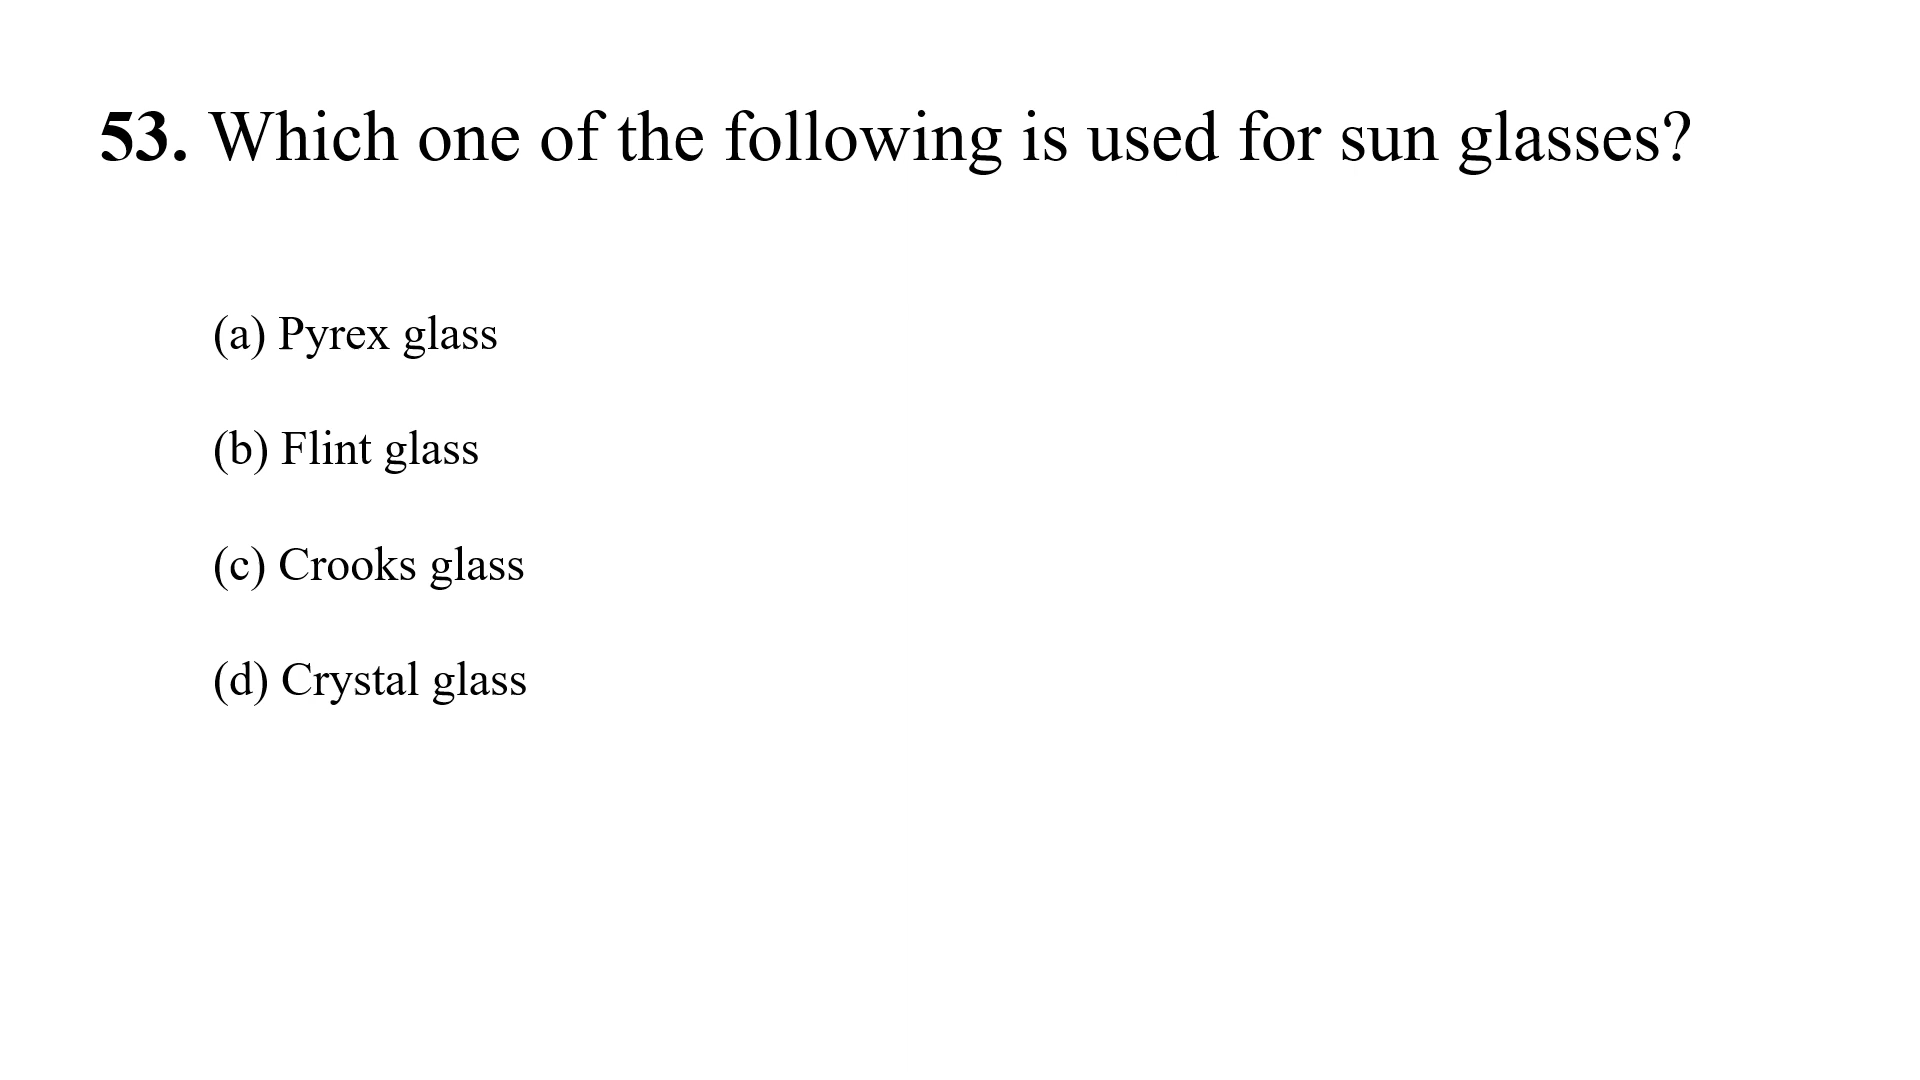 53. Which one of the following is used for sun glasses?
(a) Pyrex glass
(b) Flint glass
(c) Crooks glass
(d) Crystal glass